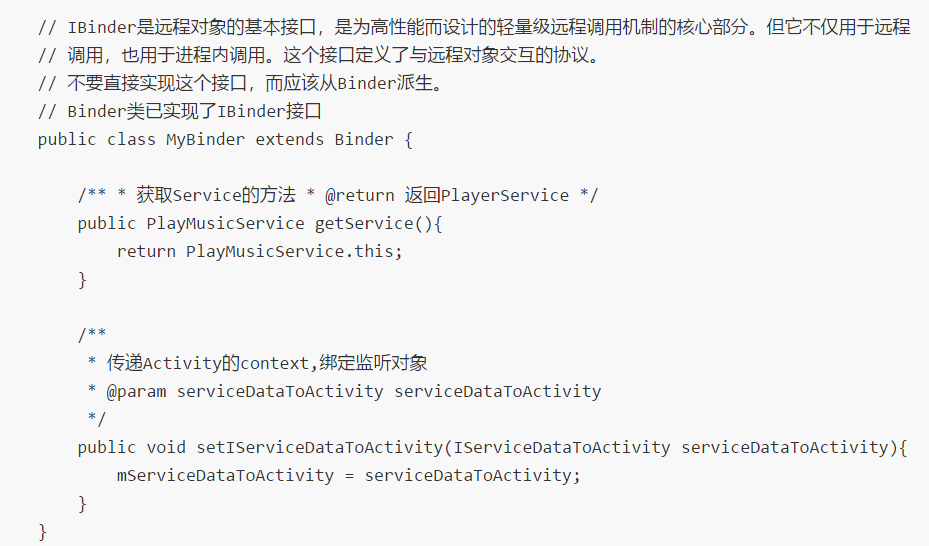 // IBinder是远程对象的基本接口，是为高性能而设计的轻量级远程调用机制的核心部分。但它不仅用于远程
// 调用，也用于进程内调用。这个接口定义了与远程对象交互的协议。
// 不要直接实现这个接口，而应该从Binder派生。
// Binder类已实现了IBinder接口
public class MyBinder extends Binder {
/** * 获取Service的方法 * @return 返回PlayerService */
public PlayMusicService getService(){
return PlayMusicService.this;
}
/**
* 传递Activity的context,绑定监听对象
* @param serviceDataToActivity serviceDataToActivity
*/
public void setIServiceDataToActivity(IServiceDataToActivity serviceDataToActivity){
mServiceDataToActivity = serviceDataToActivity;
}
}